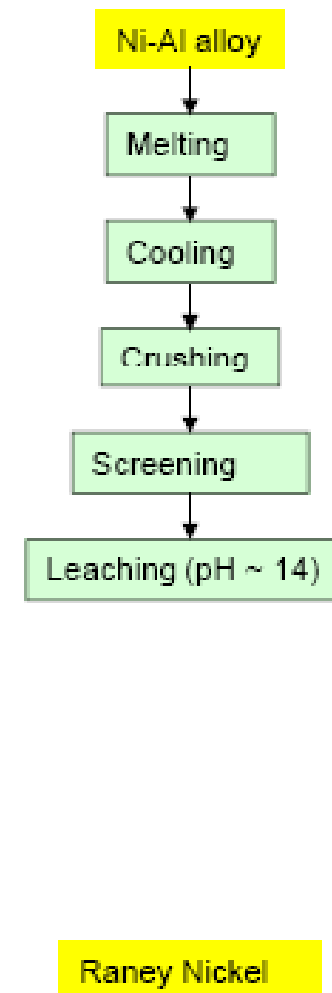 Ni-Al alloy
Melting
Cooling
Crushing
Screening
Leaching (pH ~ 14)
Raney Nickel